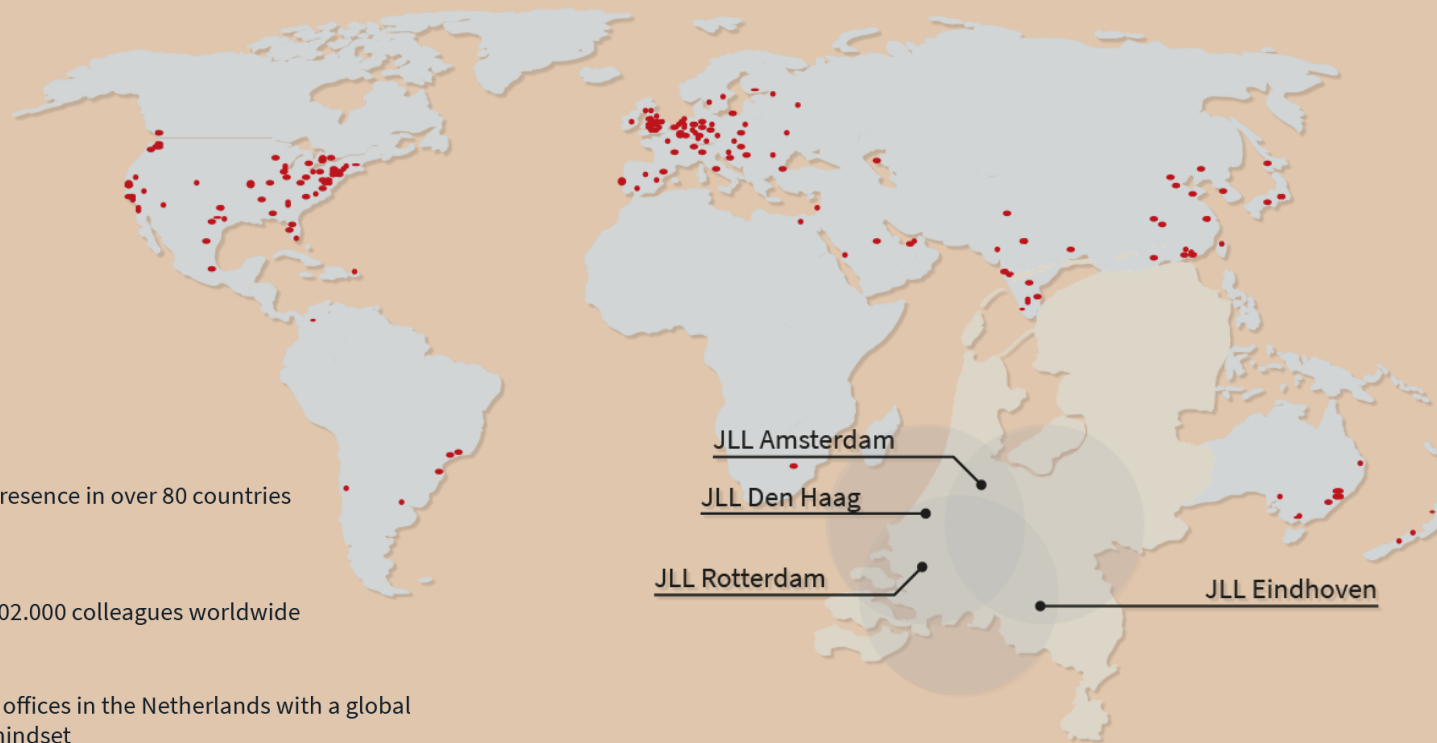 JLL Amsterdam
JLL Den Haag
JLL Rotterdam
JLL Eindhoven
resence in over 80 countries
02.000 colleagues worldwide
offices in the Netherlands with a global
mindset